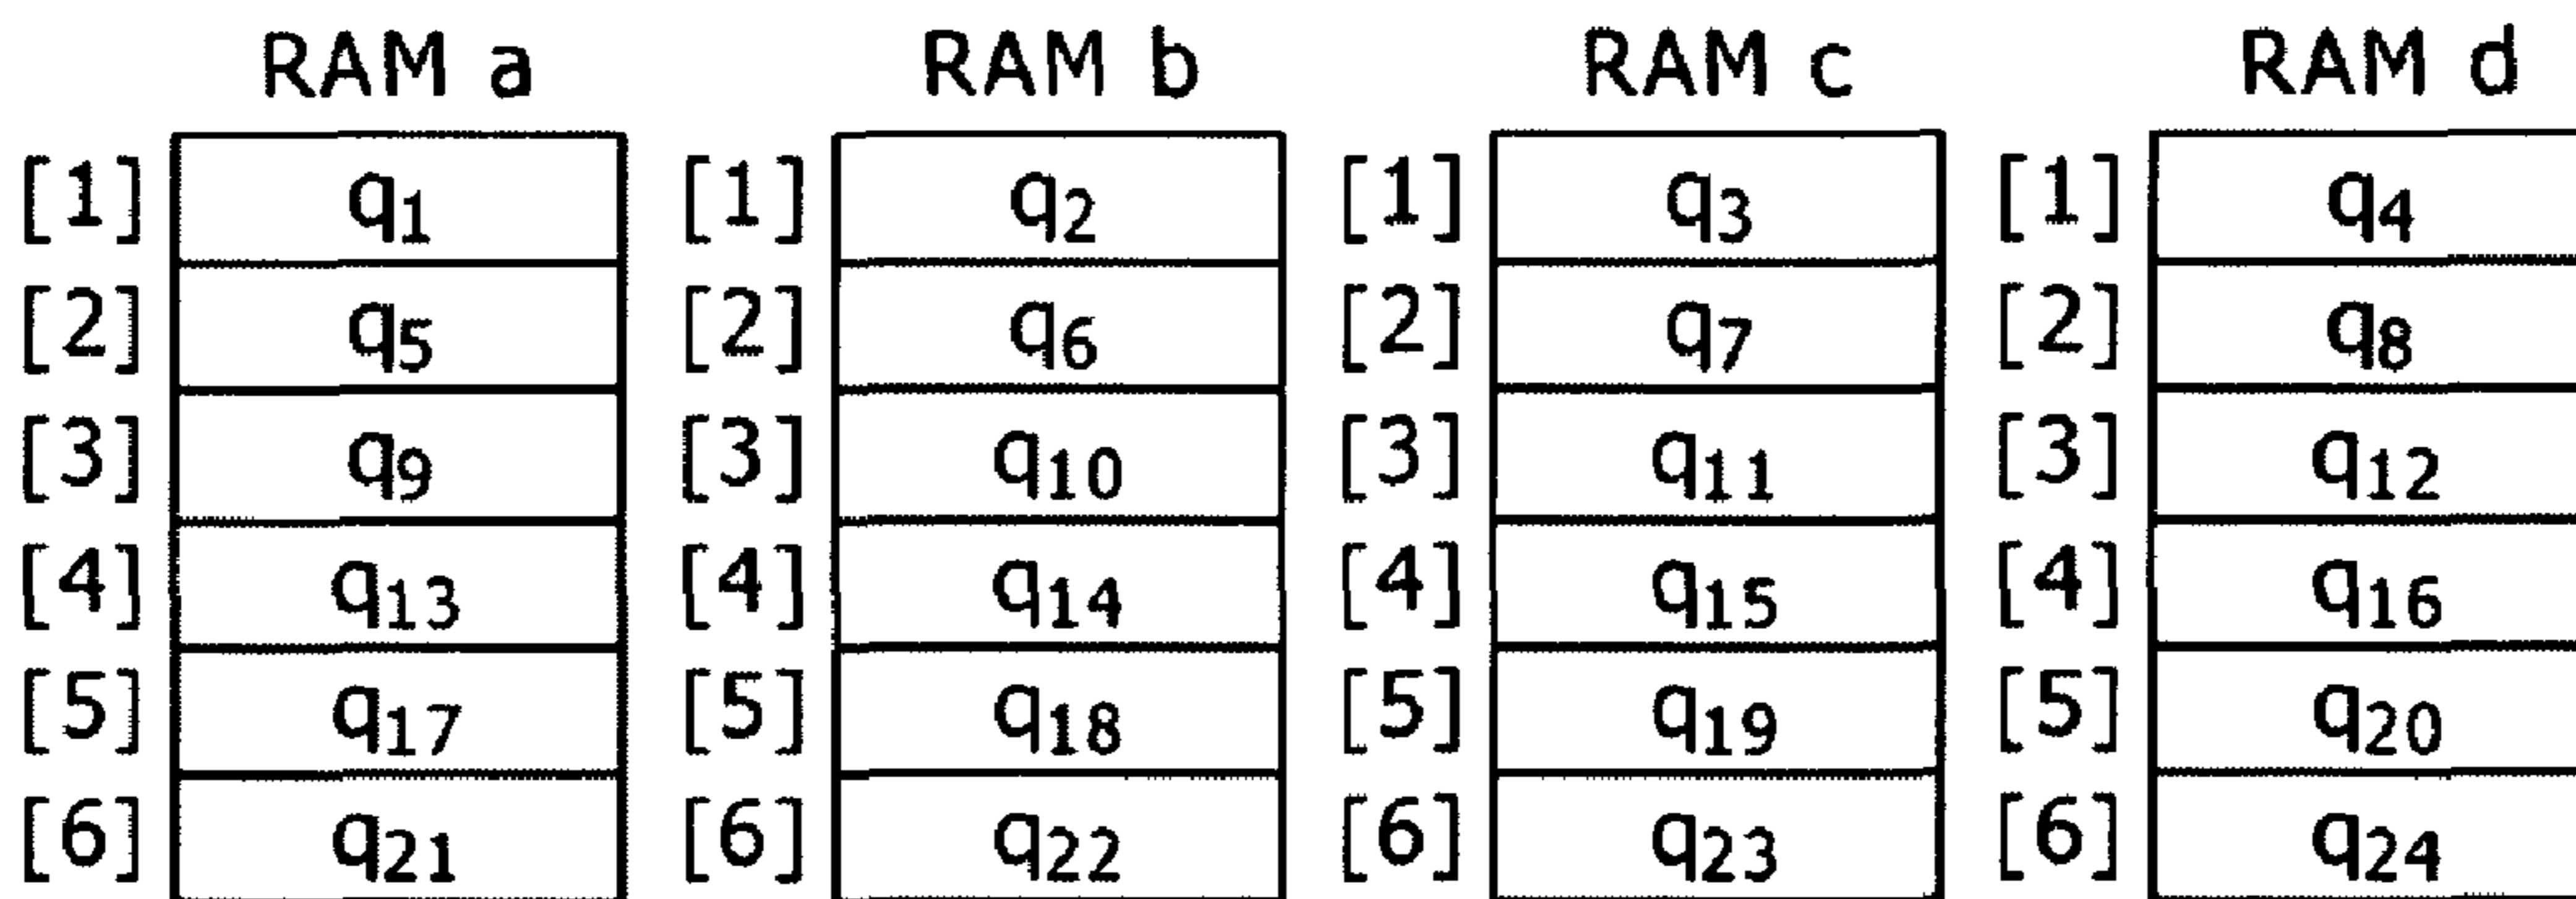 RAM a RAM b RAM c RAM d
[1] q1 [1] q2 [1] q3 [1] q4
[2] q5 [2] q6 [2] q7 [2] q8
[3] q9 [3] q10 [3] q11 [3] q12
[4] q13 [4] q14 [4] q15 [4] q16
[5] q17 [5] q18 [5] q19 [5] q20
[6] q21 [6] q22 [6] q23 [6] q24